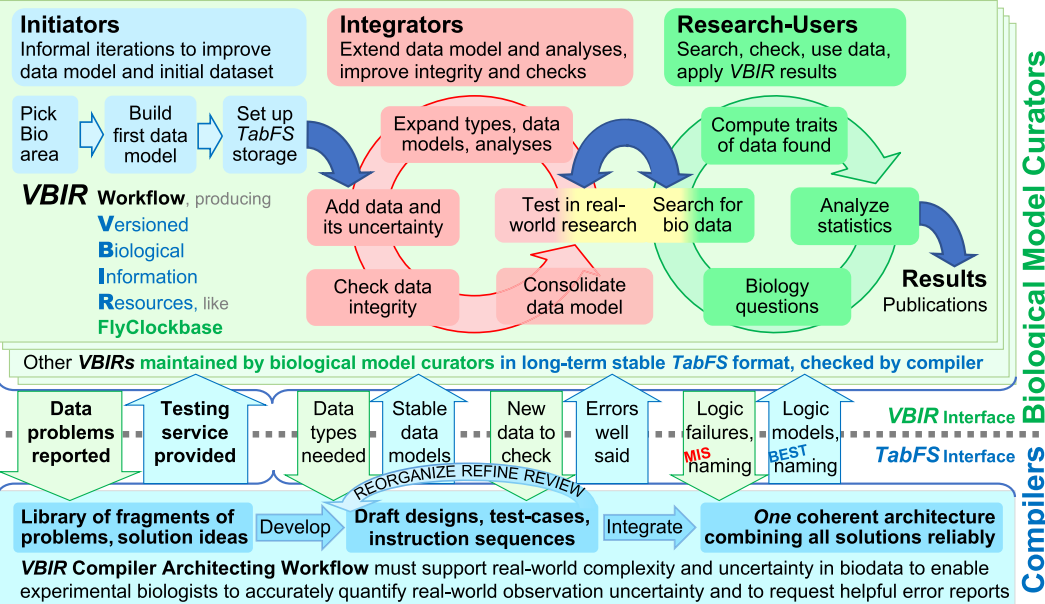 Initiators
Informal iterations to improve
data model and initial dataset
Integrators
Extend data model and analyses,
improve integrity and checks
Research-Users
Search, check, use data,
apply VBIR results
Pick
Bio
area
Build
first data
model
Set up
TabFS
storage
Expand types, data
models, analyses
Add data and
its uncertainty
Check data
integrity
Consolidate
data model
Test in real-
world research
Search for
bio data
Compute traits
of data found
Analyze
statistics
Biology
questions
Results
Publications
VBIR Workflow, producing
Versioned
Biological
Information
Resources, like
FlyClockbase
Other VBIRs maintained by biological model curators in long-term stable TabFS format, checked by compiler
Biological Model Curators
Data
problems
reported
Testing
service
provided
Data
types
needed
Stable
data
models
New
data to
check
Errors
well
said
Logic
failures,
MIS
naming
Logic
models,
BEST
naming
VBIR Interface
TabFS Interface
Compilers
REORGANIZE REFINE REVIEW
Library of fragments of
problems, solution ideas
Develop
Draft designs, test-cases,
instruction sequences
Integrate
One coherent architecture
combining all solutions reliably
VBIR Compiler Architecting Workflow must support real-world complexity and uncertainty in biodata to enable
experimental biologists to accurately quantify real-world observation uncertainty and to request helpful error reports